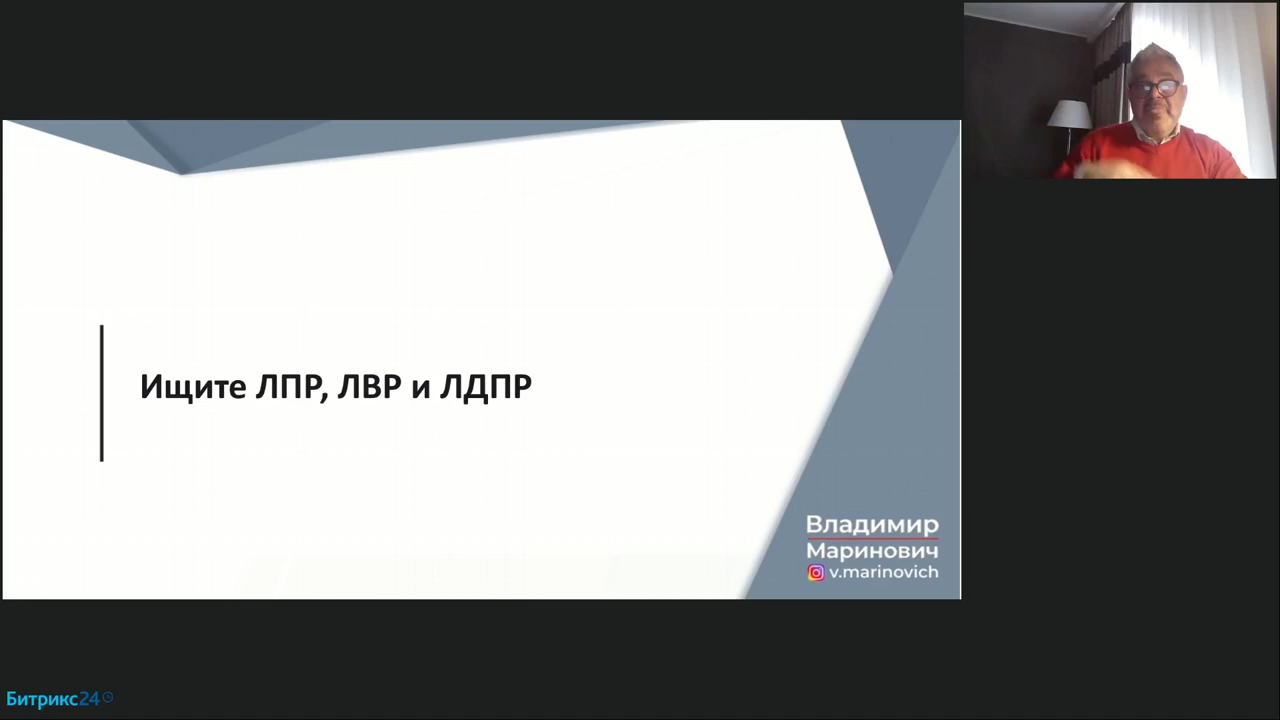 Ищите ЛПР, ЛВР и ЛДПР
Владимир
Маринович
v.marinovich
Битрикс24